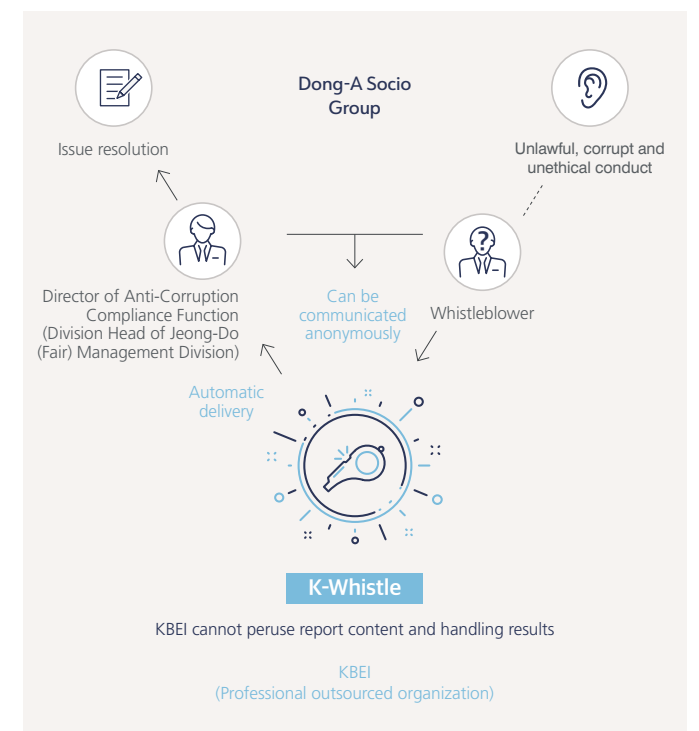 Dong-A Socio
Group
Issue resolution
Unlawful, corrupt and
unethical conduct
?
Director of Anti-Corruption
Compliance Function
(Division Head of Jeong-Do
(Fair) Management Division)
Can be
communicated
anonymously
Whistleblower
Automatic
delivery
K-Whistle
KBEI cannot peruse report content and handling results
KBEI
(Professional outsourced organization)